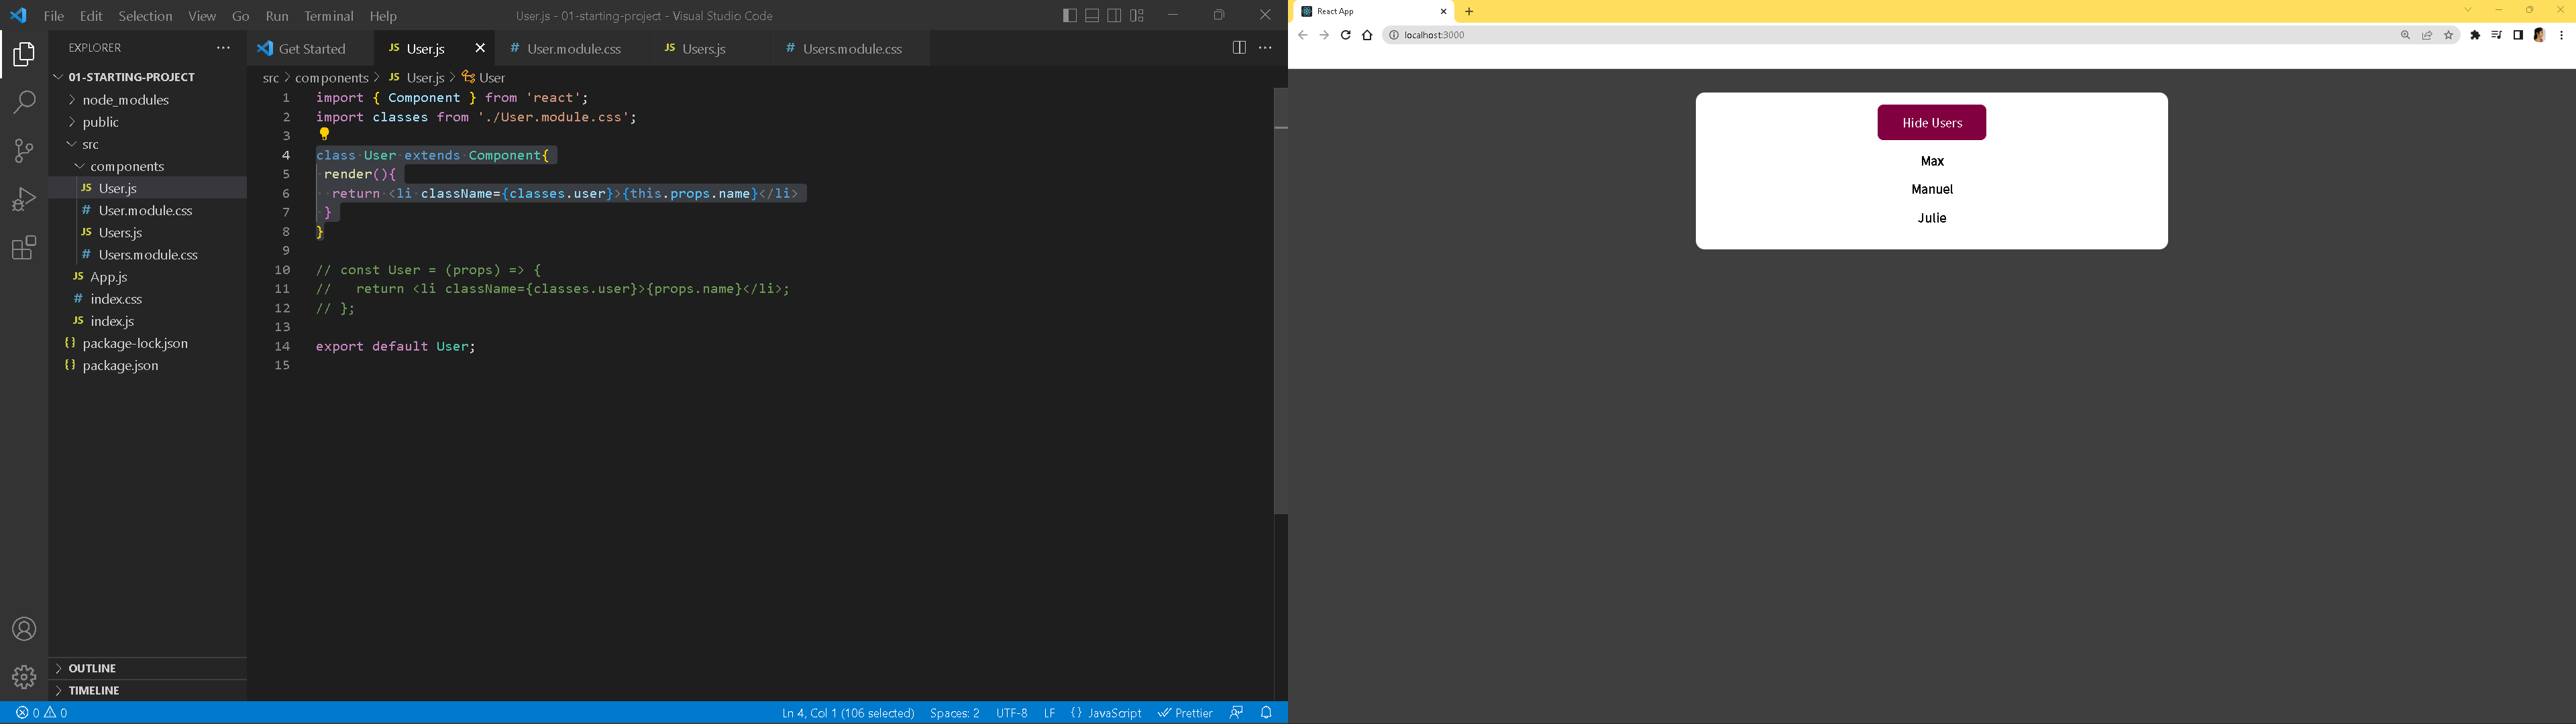 File Edit Selection View Go Run Terminal Help
User.js - 01-starting-project - Visual Studio Code
EXPLORER
01-STARTING-PROJECT
node_modules
public
src
components
JS User.js
# User.module.css
JS Users.js
# Users.module.css
JS App.js
# index.css
JS index.js
{} package-lock.json
{} package.json
OUTLINE
TIMELINE
Get Started
JS User.js
# User.module.css
JS Users.js
# Users.module.css
src > components > JS User.js > User
1 import { Component } from 'react';
2 import classes from './User.module.css';
3
4 class User extends Component{
5 render(){
6 return <li className={classes.user}>{this.props.name}</li>
7 }
8 }
9
10 // const User = (props) => {
11 //   return <li className={classes.user}>{props.name}</li>;
12 // };
13
14 export default User;
15
0 0
Ln 4, Col 1 (106 selected) Spaces: 2 UTF-8 LF {} JavaScript Prettier
React App
localhost:3000
Hide Users
Max
Manuel
Julie